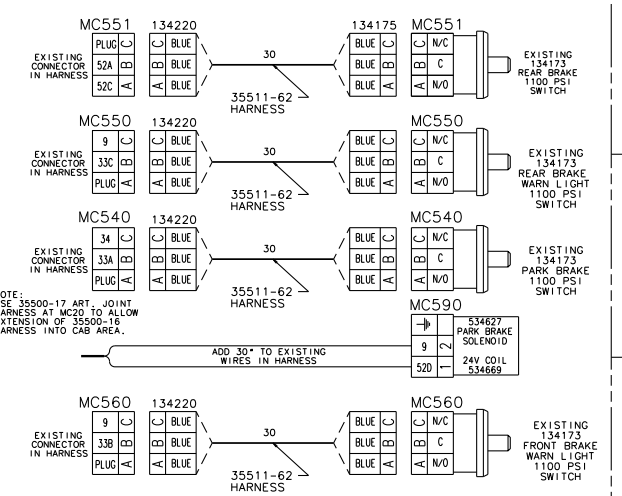 MC551 134220 134175 MC551
PLUG C C BLUE 30 BLUE C C N/C
52A B B BLUE BLUE B B C
52C A A BLUE BLUE A A N/O
EXISTING
CONNECTOR
IN HARNESS
35511-62
HARNESS
EXISTING
134173
REAR BRAKE
1100 PSI
SWITCH
MC550 134220 MC550
9 C C BLUE 30 BLUE C C N/C
33C B B BLUE BLUE B B C
PLUG A A BLUE BLUE A A N/O
EXISTING
CONNECTOR
IN HARNESS
35511-62
HARNESS
EXISTING
134173
REAR BRAKE
WARN LIGHT
1100 PSI
SWITCH
MC540 134220 MC540
34 C C BLUE 30 BLUE C C N/C
33A B B BLUE BLUE B B C
PLUG A A BLUE BLUE A A N/O
EXISTING
CONNECTOR
IN HARNESS
35511-62
HARNESS
EXISTING
134173
PARK BRAKE
1100 PSI
SWITCH
OTE:
SE 35500-17 ART. JOINT
ARNESS AT MC20 TO ALLOW
XTENSION OF 35500-16
ARNESS INTO CAB AREA.
MC590
534627
PARK BRAKE
SOLENOID
9 2
24V COIL
52D 1 534669
ADD 30" TO EXISTING
WIRES IN HARNESS
MC560 134220 MC560
9 C C BLUE 30 BLUE C C N/C
33B B B BLUE BLUE B B C
PLUG A A BLUE BLUE A A N/O
EXISTING
CONNECTOR
IN HARNESS
35511-62
HARNESS
EXISTING
134173
FRONT BRAKE
WARN LIGHT
1100 PSI
SWITCH